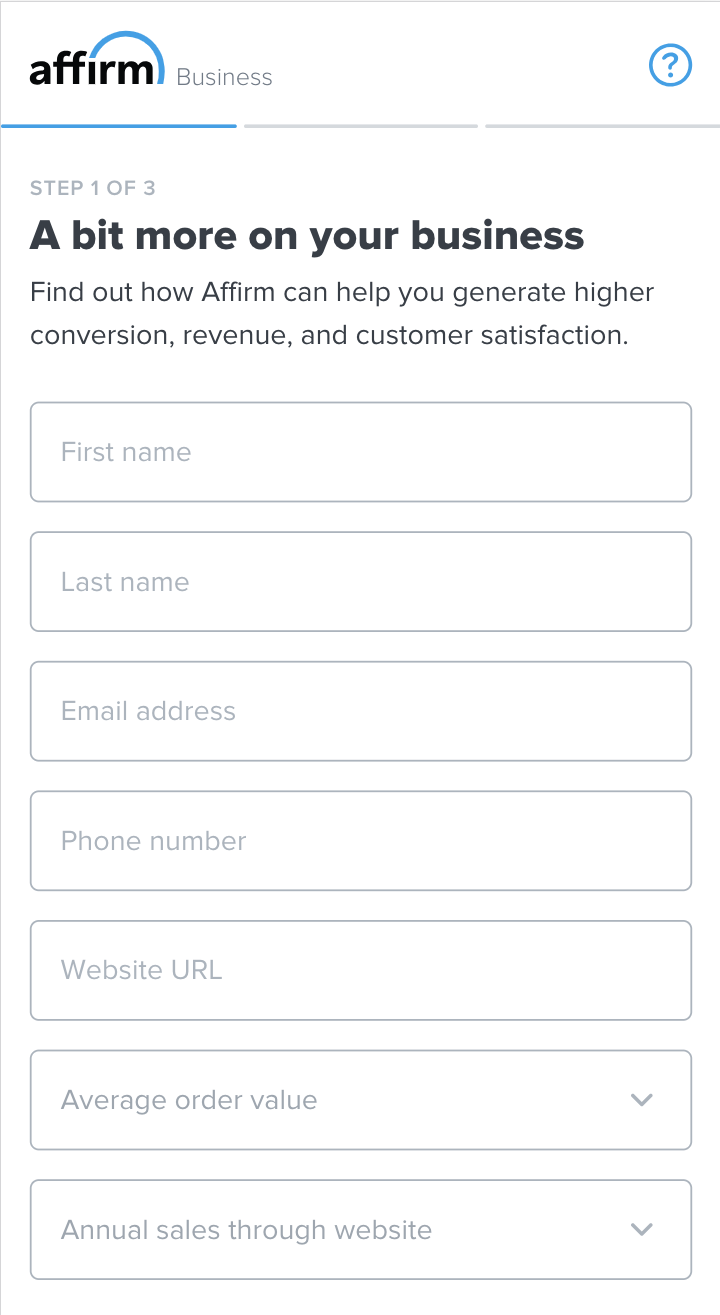 affirm Business
?
STEP 1 OF 3
A bit more on your business
Find out how Affirm can help you generate higher
conversion, revenue, and customer satisfaction.
First name
Last name
Email address
Phone number
Website URL
Average order value
Annual sales through website